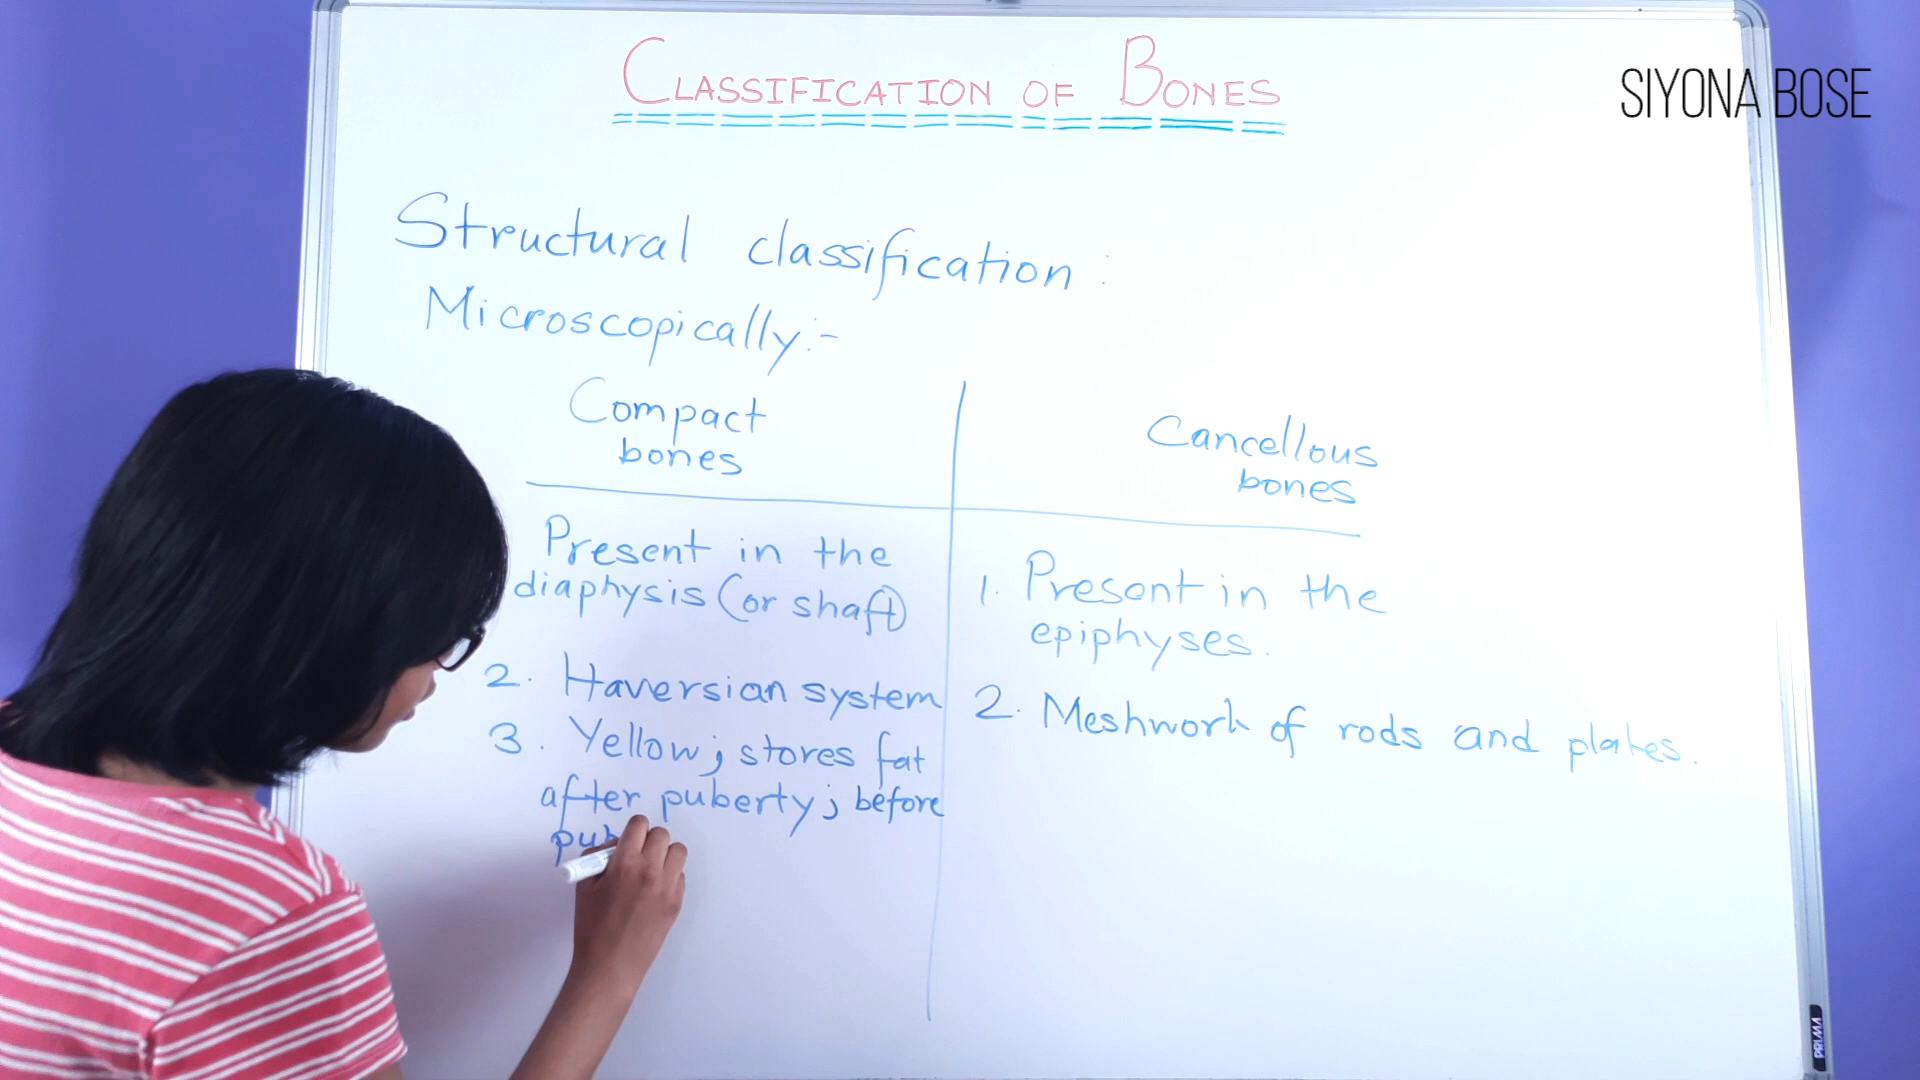 CLASSIFICATION OF BONES
SIYONA BOSE
Structural classification:
Microscopically:-
Compact
bones
Present in the
diaphysis (or shaft)
2. Haversian system
3. Yellow; stores fat
after puberty; before
pub
Cancellous
bones
1. Present in the
epiphyses.
2. Meshwork of rods and plates.
PRIMA